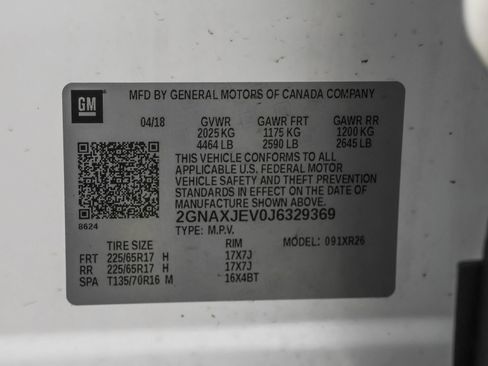 GM
MFD BY GENERAL MOTORS OF CANADA COMPANY
04/18 GVWR GAWR FRT GAWR RR
2025 KG 1175 KG 1200 KG
4464 LB 2590 LB 2645 LB
THIS VEHICLE CONFORMS TO ALL
APPLICABLE U.S. FEDERAL MOTOR
VEHICLE SAFETY AND THEFT PREVENTION
STANDARDS IN EFFECT ON THE DATE OF
MANUFACTURE SHOWN ABOVE.
2GNAXJEV0J6329369
8624 TYPE: M.P.V.
TIRE SIZE RIM MODEL: 091XR26
FRT 225/65R17 H 17X7J
RR 225/65R17 H 17X7J
SPA T135/70R16 M 16X4BT